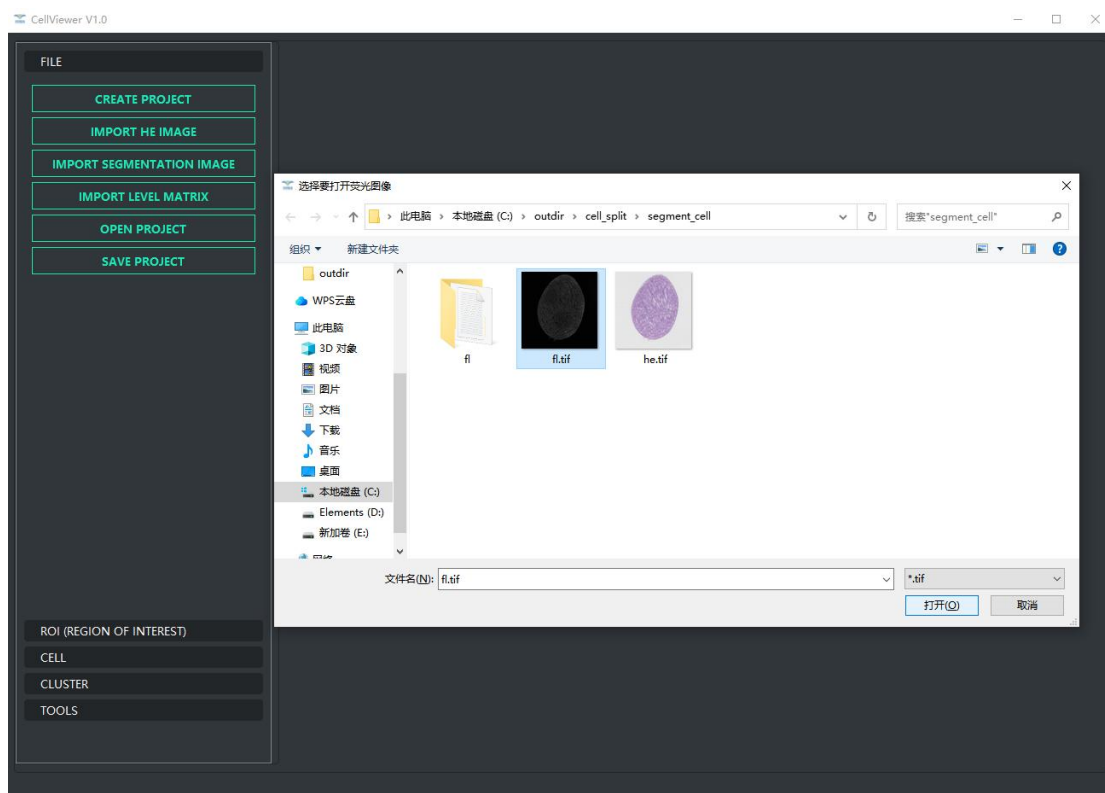 CellViewer V1.0
FILE
CREATE PROJECT
IMPORT HE IMAGE
IMPORT SEGMENTATION IMAGE
IMPORT LEVEL MATRIX
OPEN PROJECT
SAVE PROJECT
选择要打开荧光图像
此电脑 › 本地磁盘 (C:) › outdir › cell_split › segment_cell
搜索"segment_cell"
组织 新建文件夹
outdir
WPS云盘
此电脑
3D 对象
视频
图片
文档
下载
音乐
桌面
本地磁盘 (C:)
Elements (D:)
新加卷 (E:)
fl
fl.tif
he.tif
文件名(N): fl.tif
*.tif
打开(O) 取消
ROI (REGION OF INTEREST)
CELL
CLUSTER
TOOLS